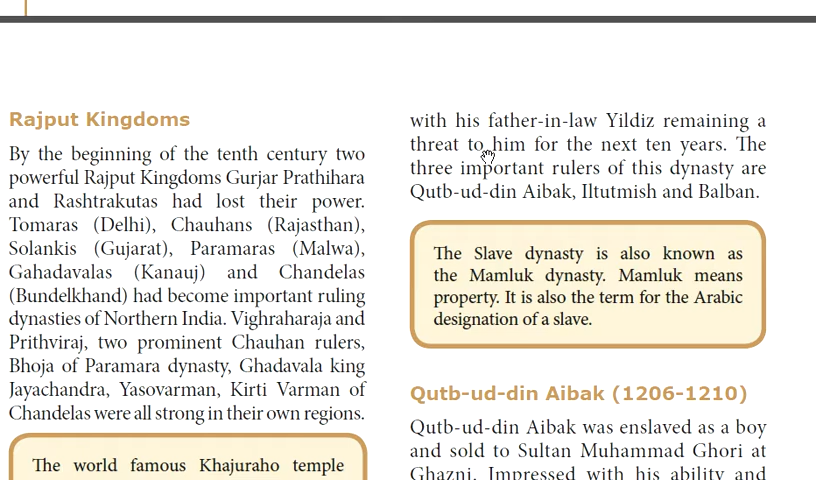 Rajput Kingdoms
By the beginning of the tenth century two
powerful Rajput Kingdoms Gurjar Prathihara
and Rashtrakutas had lost their power.
Tomaras (Delhi), Chauhans (Rajasthan),
Solankis (Gujarat), Paramaras (Malwa),
Gahadavalas (Kanauj) and Chandelas
(Bundelkhand) had become important ruling
dynasties of Northern India. Vighraharaja and
Prithviraj, two prominent Chauhan rulers,
Bhoja of Paramara dynasty, Ghadavala king
Jayachandra, Yasovarman, Kirti Varman of
Chandelas were all strong in their own regions.
The world famous Khajuraho temple
with his father-in-law Yildiz remaining a
threat to him for the next ten years. The
three important rulers of this dynasty are
Qutb-ud-din Aibak, Iltutmish and Balban.
The Slave dynasty is also known as
the Mamluk dynasty. Mamluk means
property. It is also the term for the Arabic
designation of a slave.
Qutb-ud-din Aibak (1206-1210)
Qutb-ud-din Aibak was enslaved as a boy
and sold to Sultan Muhammad Ghori at
Ghazni. Impressed with his ability and